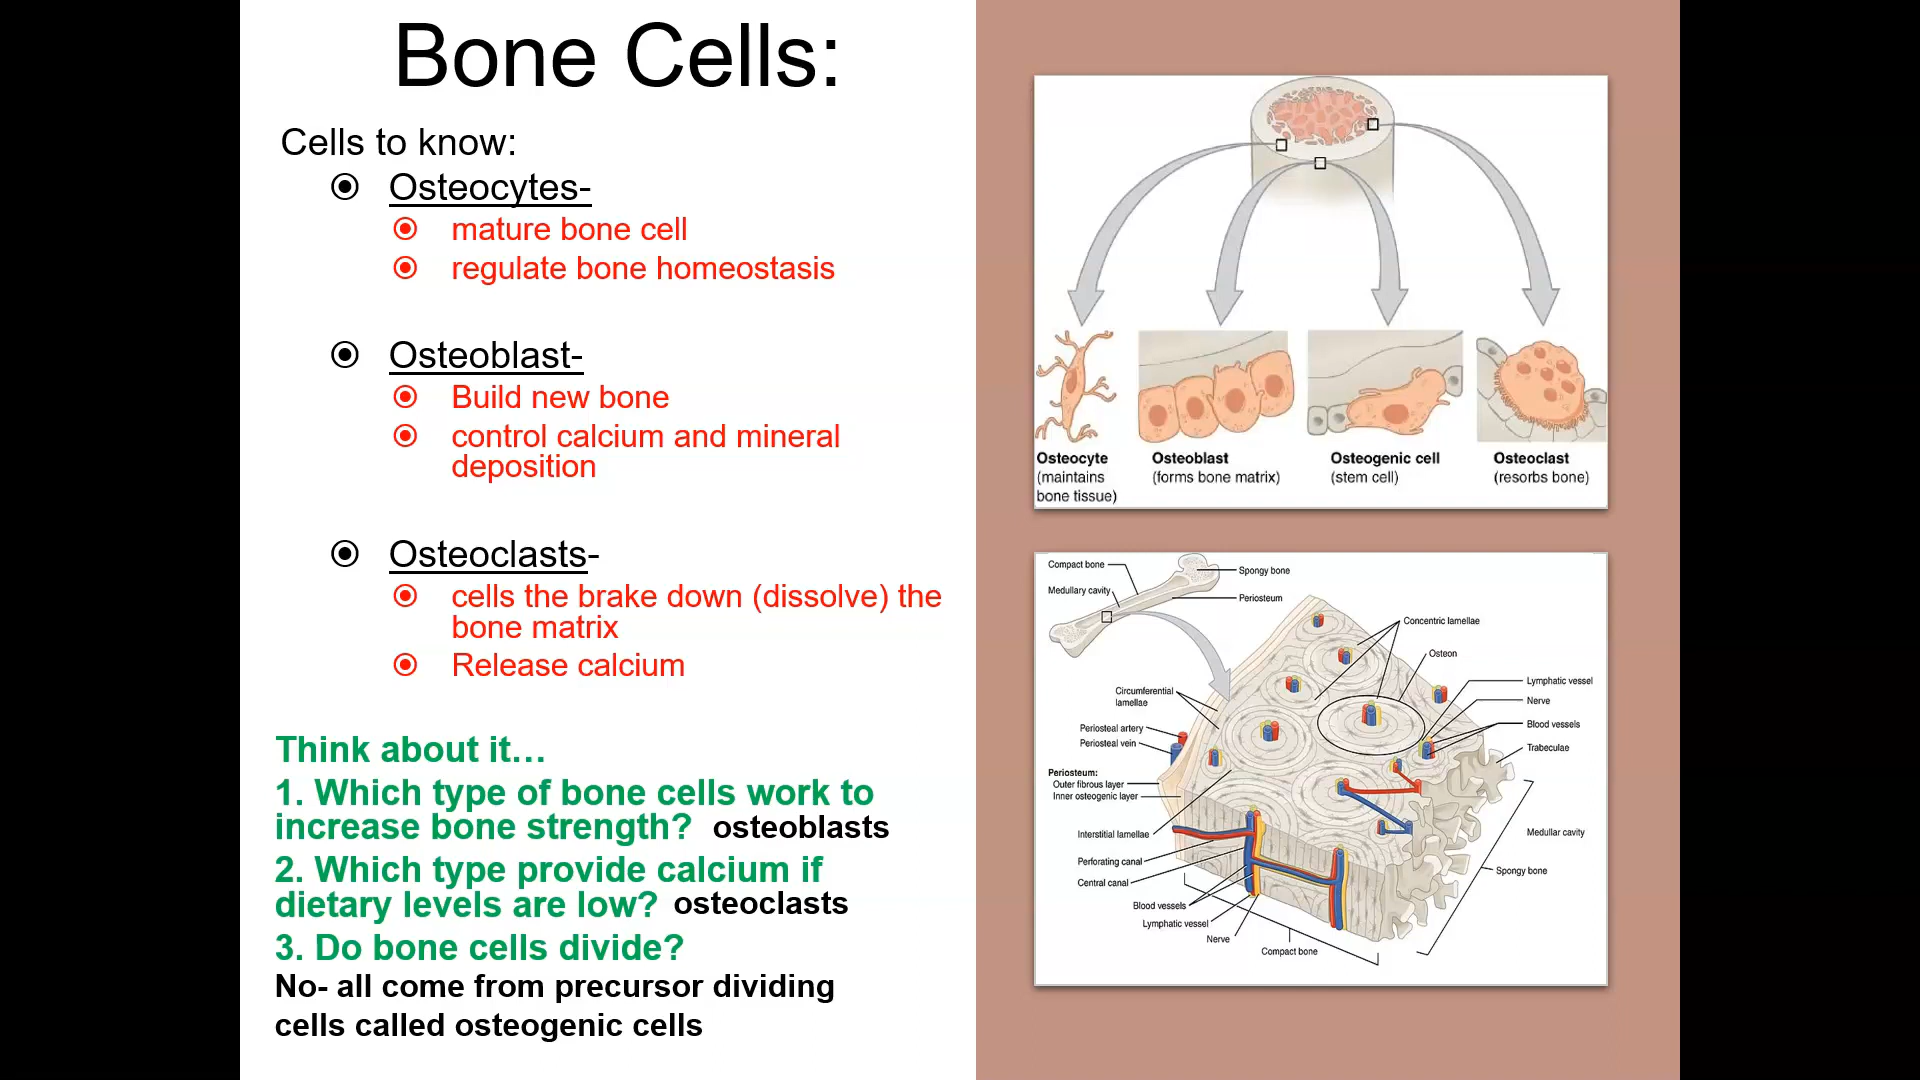 Bone Cells:
Cells to know:
Osteocytes-
mature bone cell
regulate bone homeostasis
Osteoblast-
Build new bone
control calcium and mineral
deposition
Osteoclasts-
cells the brake down (dissolve) the
bone matrix
Release calcium
Think about it…
1. Which type of bone cells work to
increase bone strength? osteoblasts
2. Which type provide calcium if
dietary levels are low? osteoclasts
3. Do bone cells divide?
No- all come from precursor dividing
cells called osteogenic cells
Osteocyte
(maintains
bone tissue)
Osteoblast
(forms bone matrix)
Osteogenic cell
(stem cell)
Osteoclast
(resorbs bone)
Compact bone
Medullary cavity
Spongy bone
Periosteum
Concentric lamellae
Osteon
Lymphatic vessel
Nerve
Blood vessels
Trabeculae
Circumferential
lamellae
Periosteal artery
Periosteal vein
Periosteum:
Outer fibrous layer
Inner osteogenic layer
Interstitial lamellae
Perforating canal
Central canal
Blood vessels
Lymphatic vessel
Nerve
Compact bone
Medullar cavity
Spongy bone